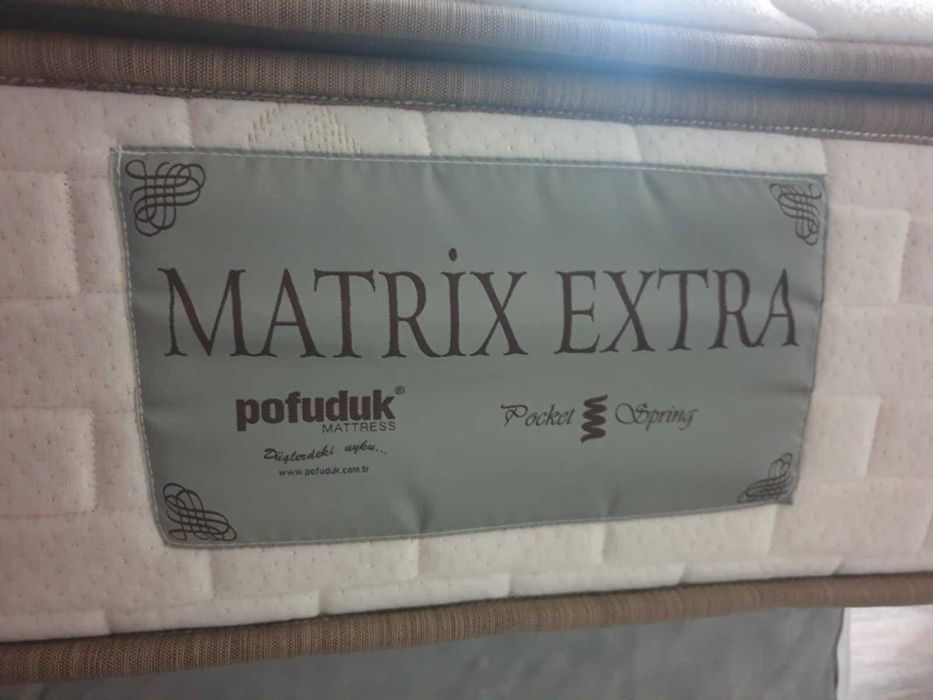 MATRİX EXTRA
pofuduk®
MATTRESS
Düşlerdeki uyku...
www.pofuduk.com.tr
Pocket Spring